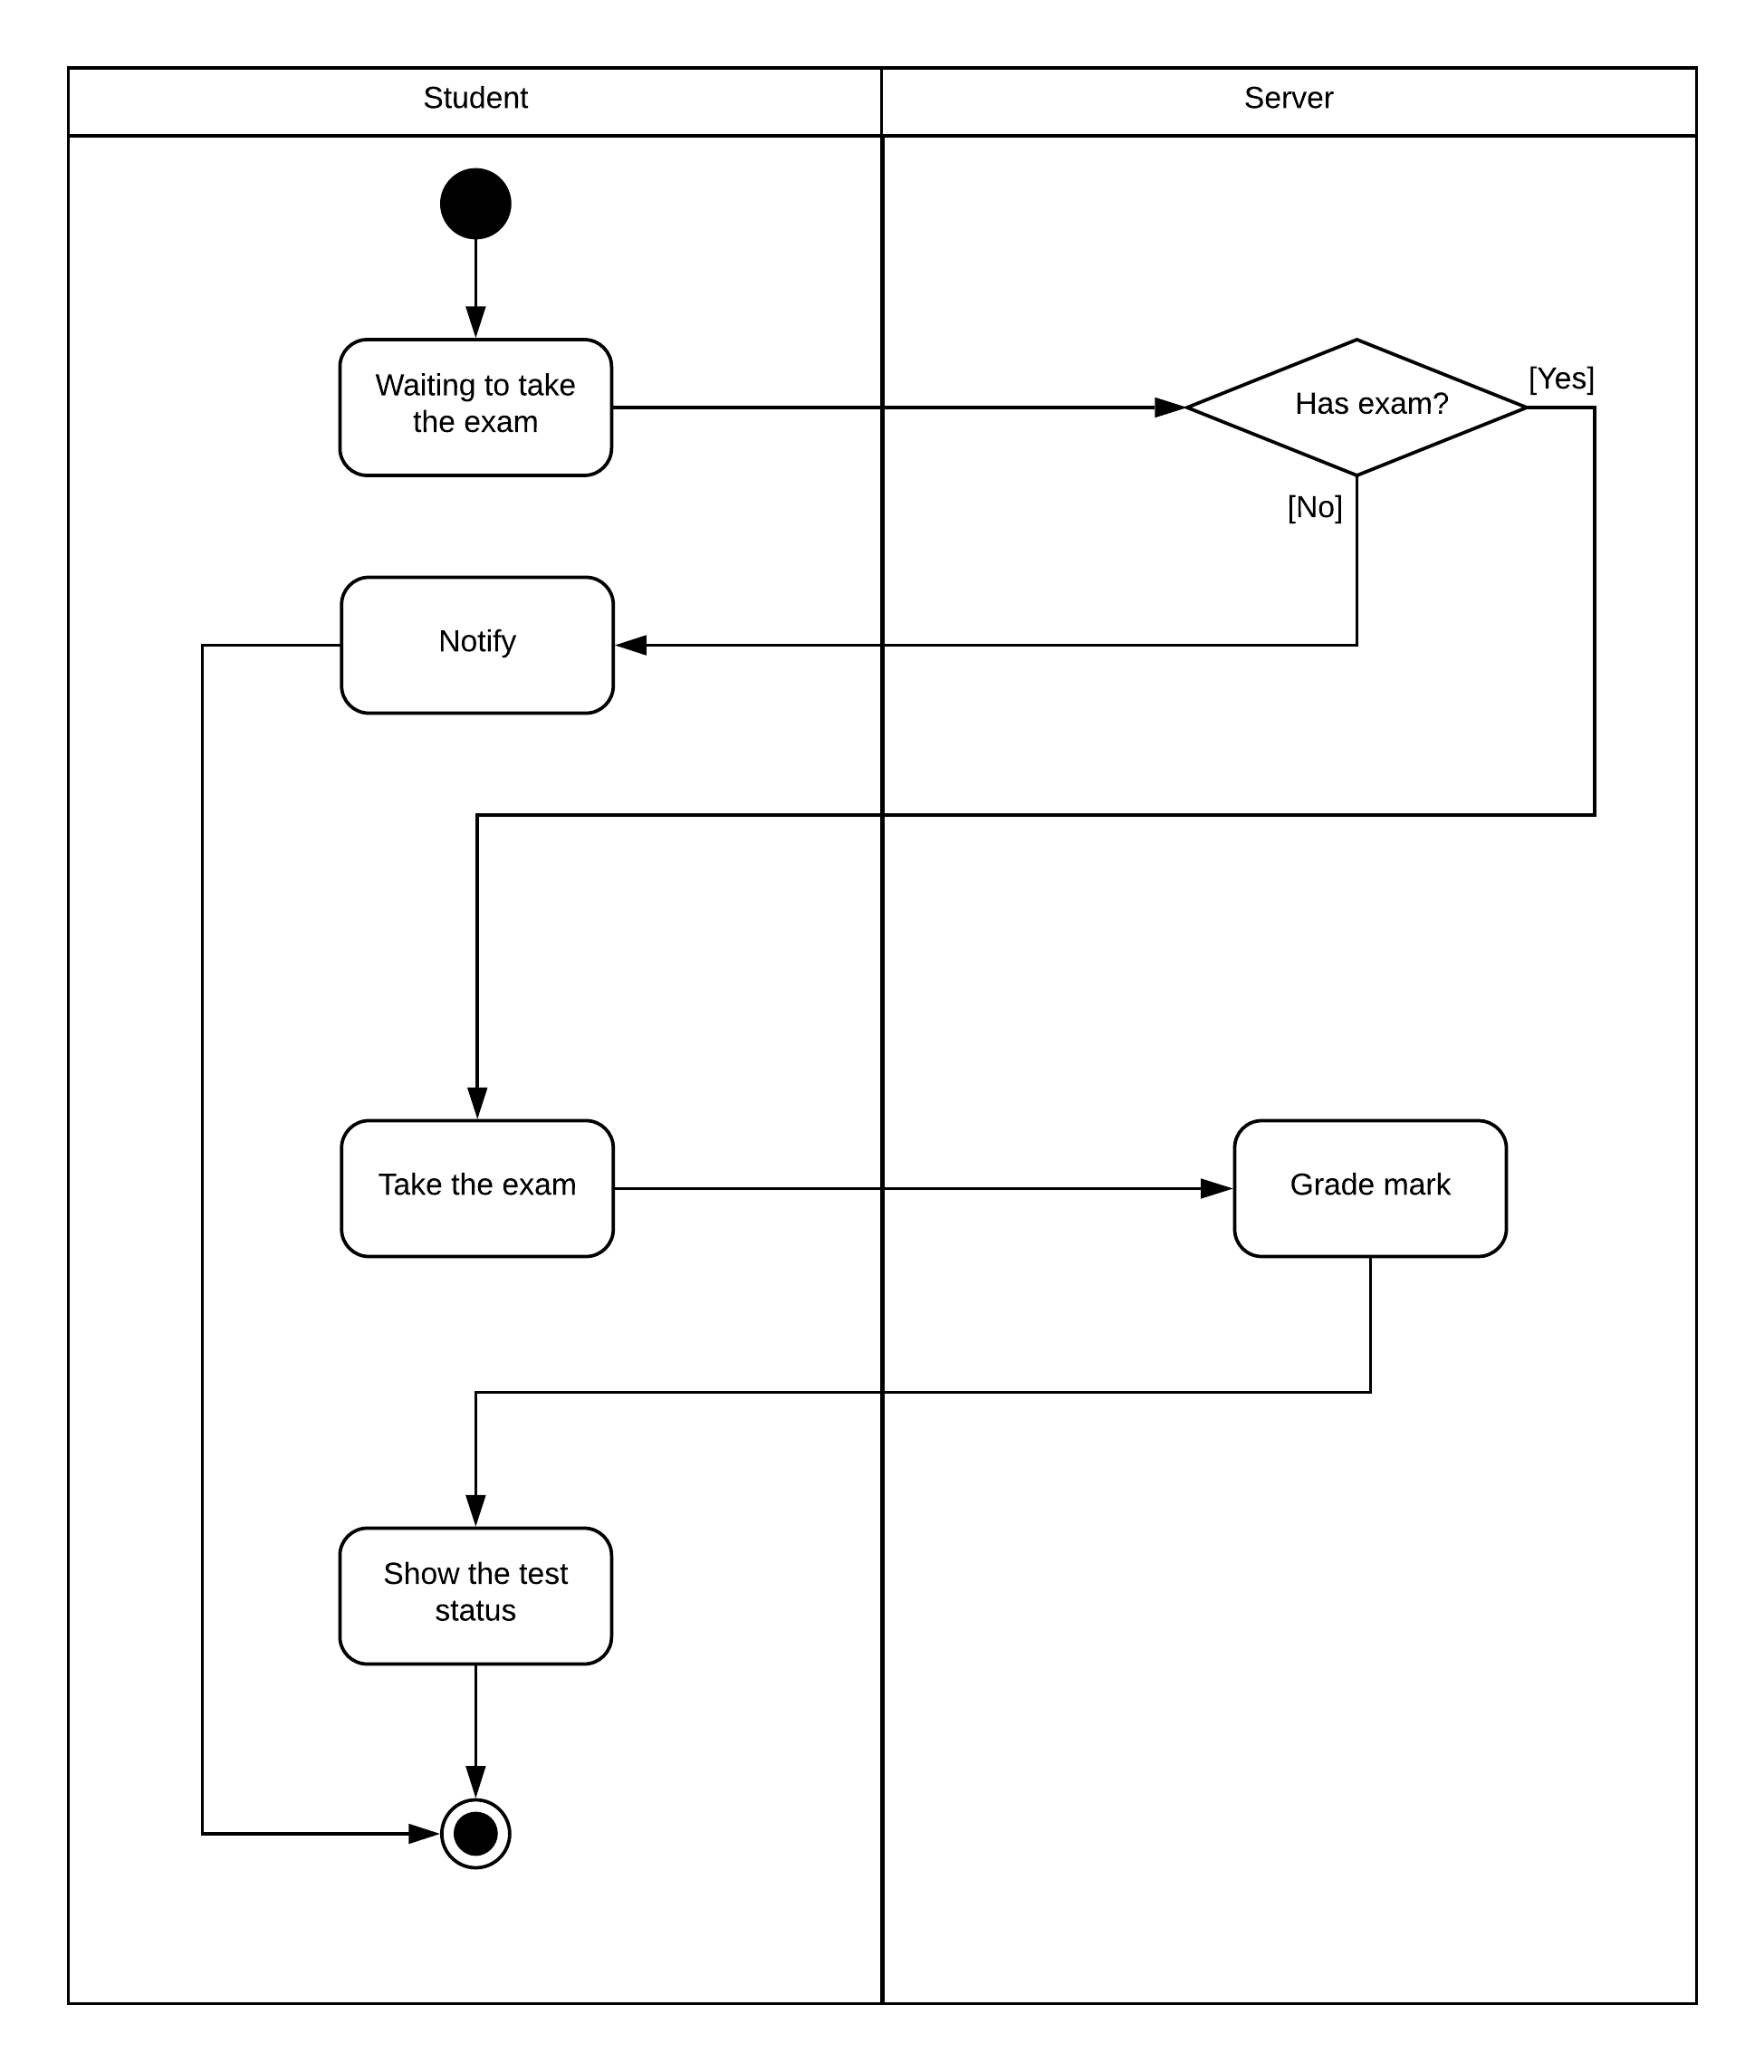 Student
Server
Waiting to take
the exam
Has exam?
[Yes]
[No]
Notify
Take the exam
Grade mark
Show the test
status